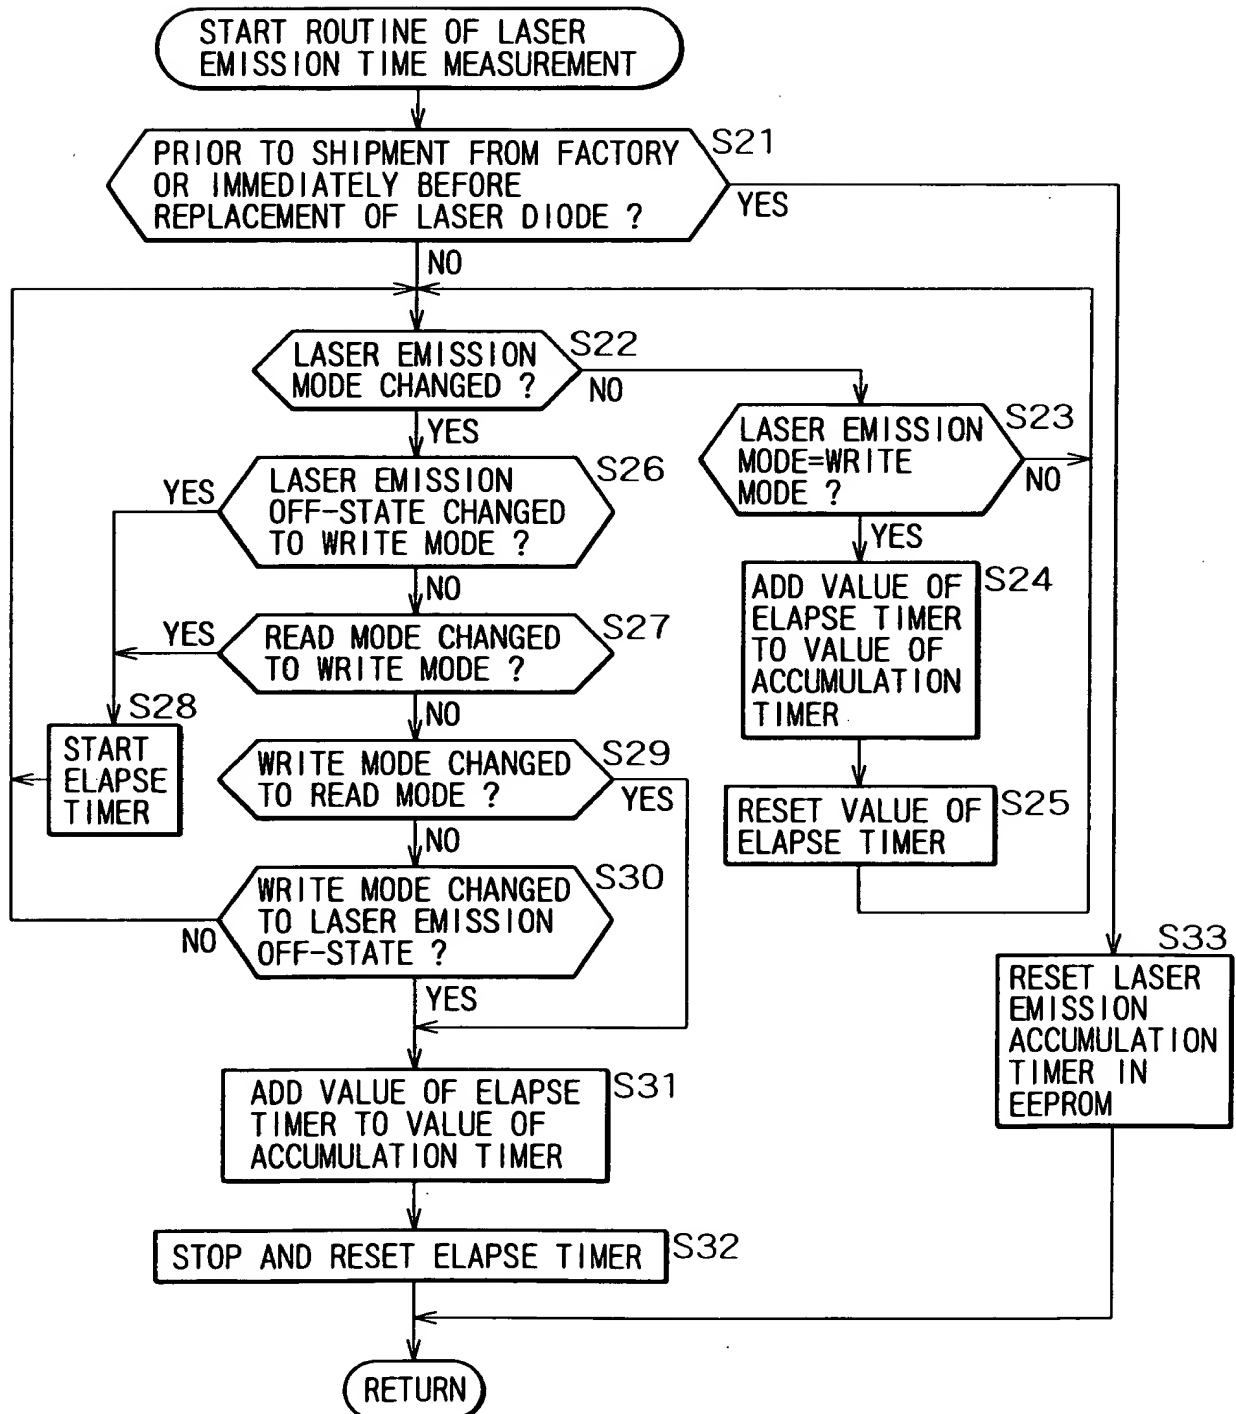 START ROUTINE OF LASER
EMISSION TIME MEASUREMENT
S21
PRIOR TO SHIPMENT FROM FACTORY
OR IMMEDIATELY BEFORE
REPLACEMENT OF LASER DIODE ?
YES
NO
S22
LASER EMISSION
MODE CHANGED ?
NO
YES
S23
LASER EMISSION
MODE=WRITE
MODE ?
NO
YES
S26
LASER EMISSION
OFF-STATE CHANGED
TO WRITE MODE ?
YES
NO
S24
ADD VALUE OF
ELAPSE TIMER
TO VALUE OF
ACCUMULATION
TIMER
S27
READ MODE CHANGED
TO WRITE MODE ?
YES
NO
S28
START
ELAPSE
TIMER
S29
WRITE MODE CHANGED
TO READ MODE ?
YES
NO
S25
RESET VALUE OF
ELAPSE TIMER
S30
WRITE MODE CHANGED
TO LASER EMISSION
OFF-STATE ?
NO
YES
S33
RESET LASER
EMISSION
ACCUMULATION
TIMER IN
EEPROM
S31
ADD VALUE OF ELAPSE
TIMER TO VALUE OF
ACCUMULATION TIMER
S32
STOP AND RESET ELAPSE TIMER
RETURN